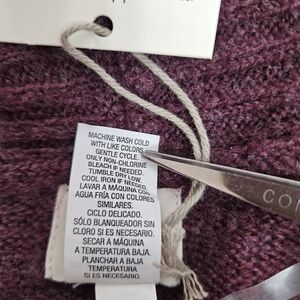 MACHINE WASH COLD
WITH LIKE COLORS.
GENTLE CYCLE.
ONLY NON-CHLORINE
BLEACH IF NEEDED.
TUMBLE DRY LOW.
COOL IRON IF NEEDED.
LAVAR A MÁQUINA CON
AGUA FRÍA CON COLORES
SIMILARES.
CICLO DELICADO.
SÓLO BLANQUEADOR SIN
CLORO SI ES NECESARIO.
SECAR A MÁQUINA
A TEMPERATURA BAJA.
PLANCHAR A BAJA
TEMPERATURA
SI ES NECESARIO.
CO